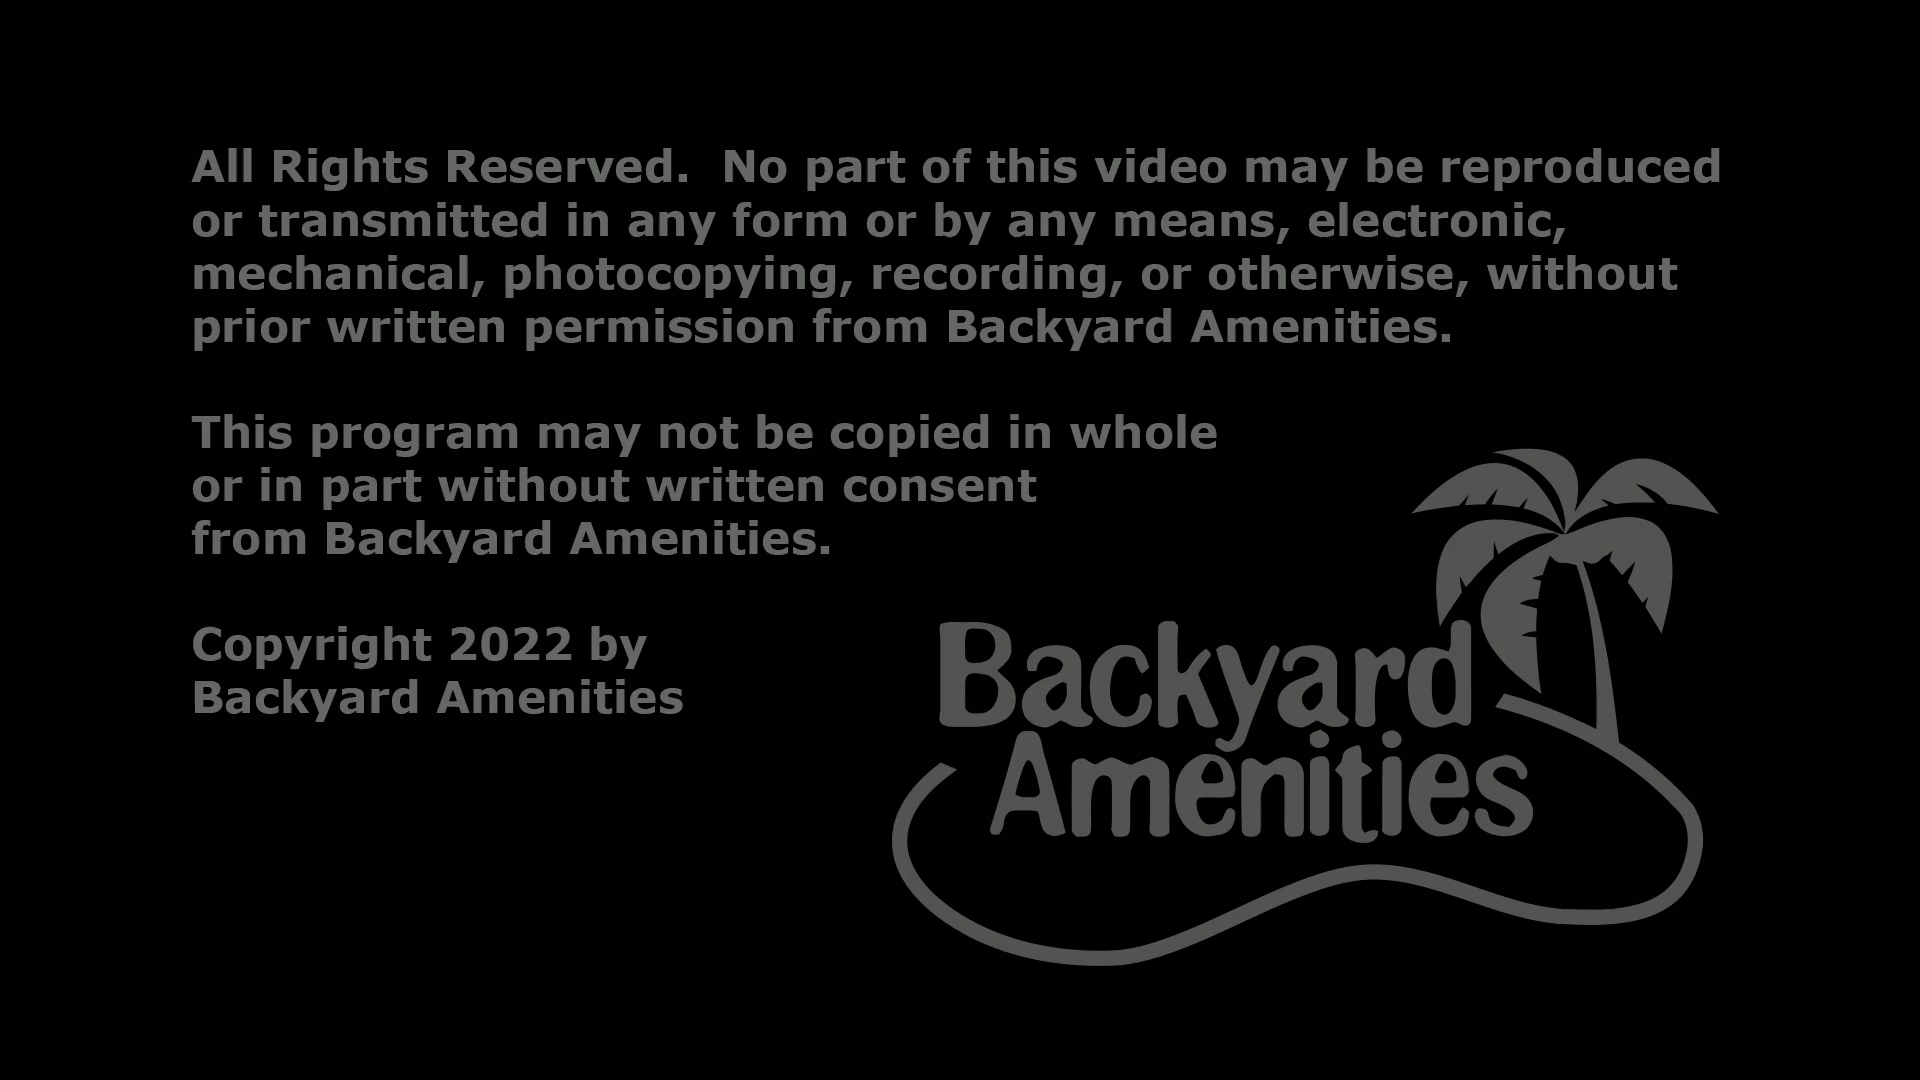 All Rights Reserved.  No part of this video may be reproduced
or transmitted in any form or by any means, electronic,
mechanical, photocopying, recording, or otherwise, without
prior written permission from Backyard Amenities.
This program may not be copied in whole
or in part without written consent
from Backyard Amenities.
Copyright 2022 by
Backyard Amenities
Backyard
Amenities